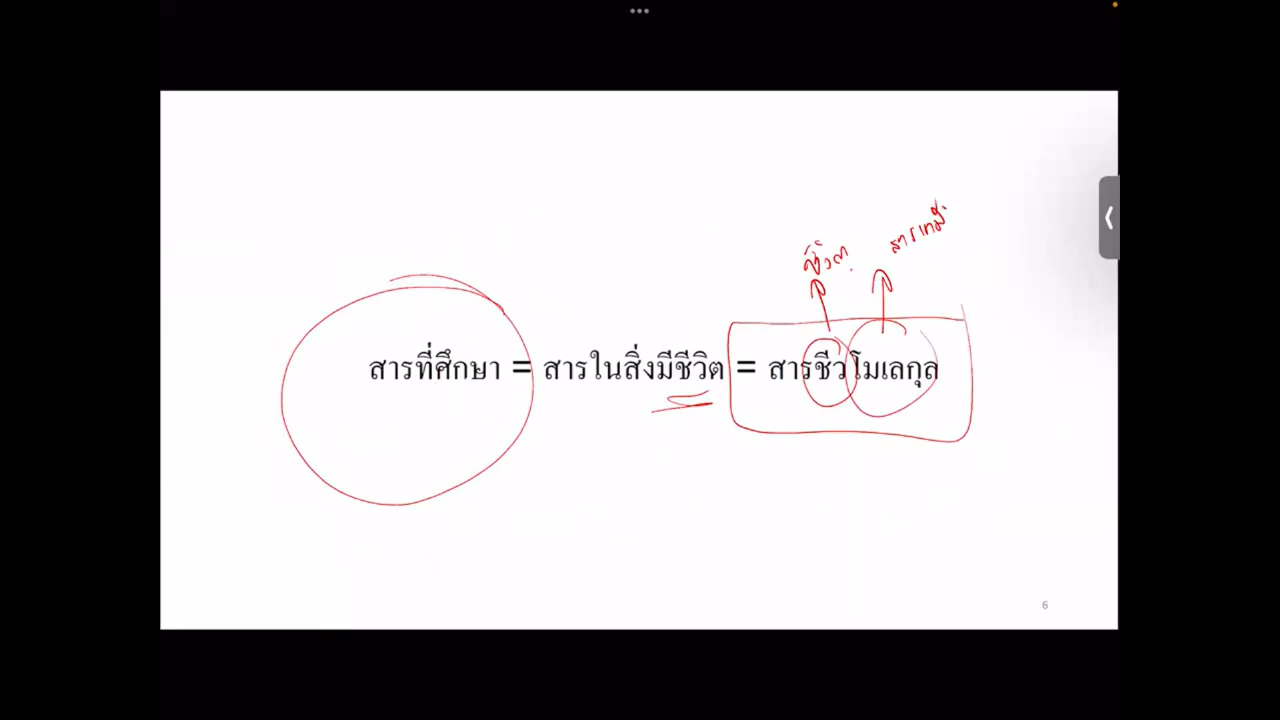 สารเคมี
ชีวิต
สารที่ศึกษา = สารในสิ่งมีชีวิต = สารชีวโมเลกุล
6